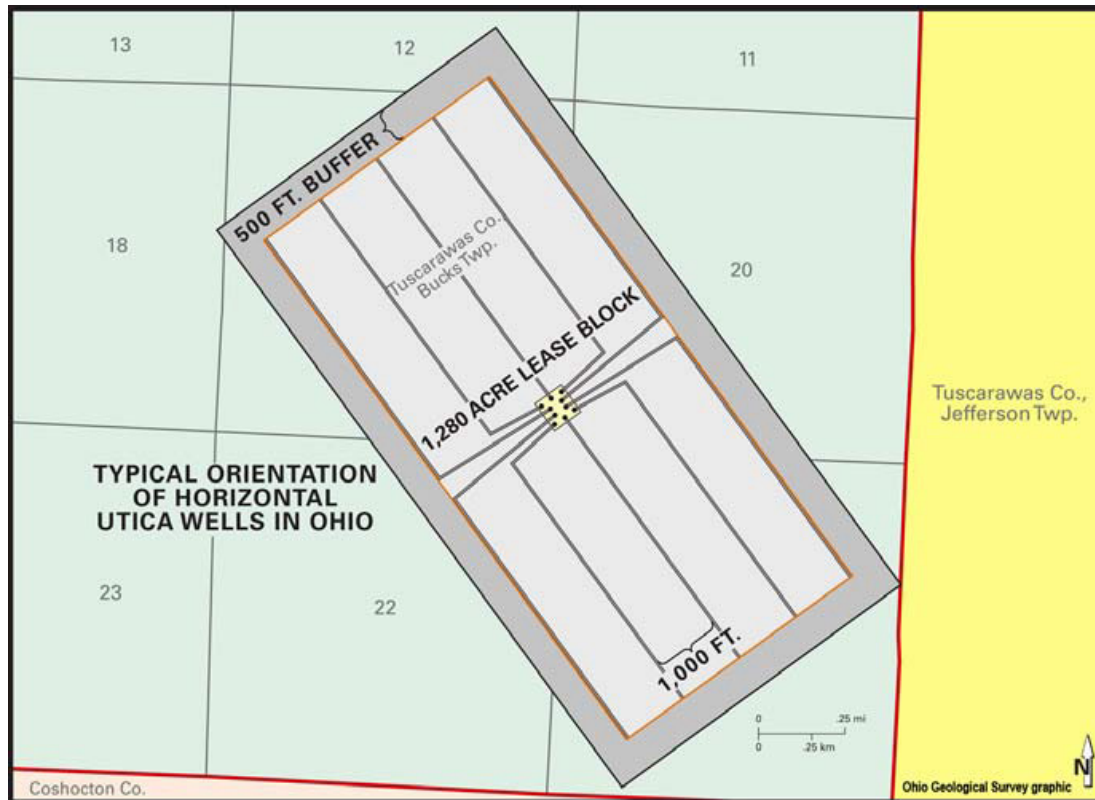 13
12
11
500 FT. BUFFER
18
Tuscarawas Co.,
Bucks Twp.
20
1,280 ACRE LEASE BLOCK
Tuscarawas Co.,
Jefferson Twp.
TYPICAL ORIENTATION
OF HORIZONTAL
UTICA WELLS IN OHIO
23
22
1,000 FT.
0 .25 mi
0 .25 km
N
Coshocton Co.
Ohio Geological Survey graphic